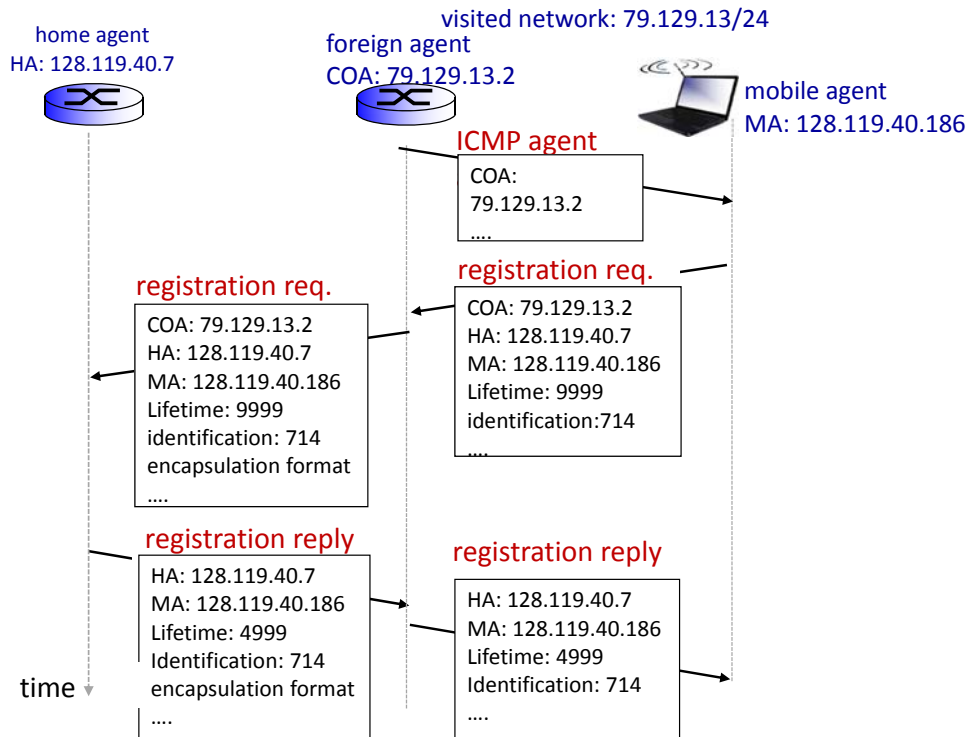 visited network: 79.129.13/24
home agent
HA: 128.119.40.7
foreign agent
COA: 79.129.13.2
mobile agent
MA: 128.119.40.186
ICMP agent
COA:
79.129.13.2
....
registration req.
COA: 79.129.13.2
HA: 128.119.40.7
MA: 128.119.40.186
Lifetime: 9999
identification:714
....
registration req.
COA: 79.129.13.2
HA: 128.119.40.7
MA: 128.119.40.186
Lifetime: 9999
identification: 714
encapsulation format
....
registration reply
HA: 128.119.40.7
MA: 128.119.40.186
Lifetime: 4999
Identification: 714
encapsulation format
....
registration reply
HA: 128.119.40.7
MA: 128.119.40.186
Lifetime: 4999
Identification: 714
....
time